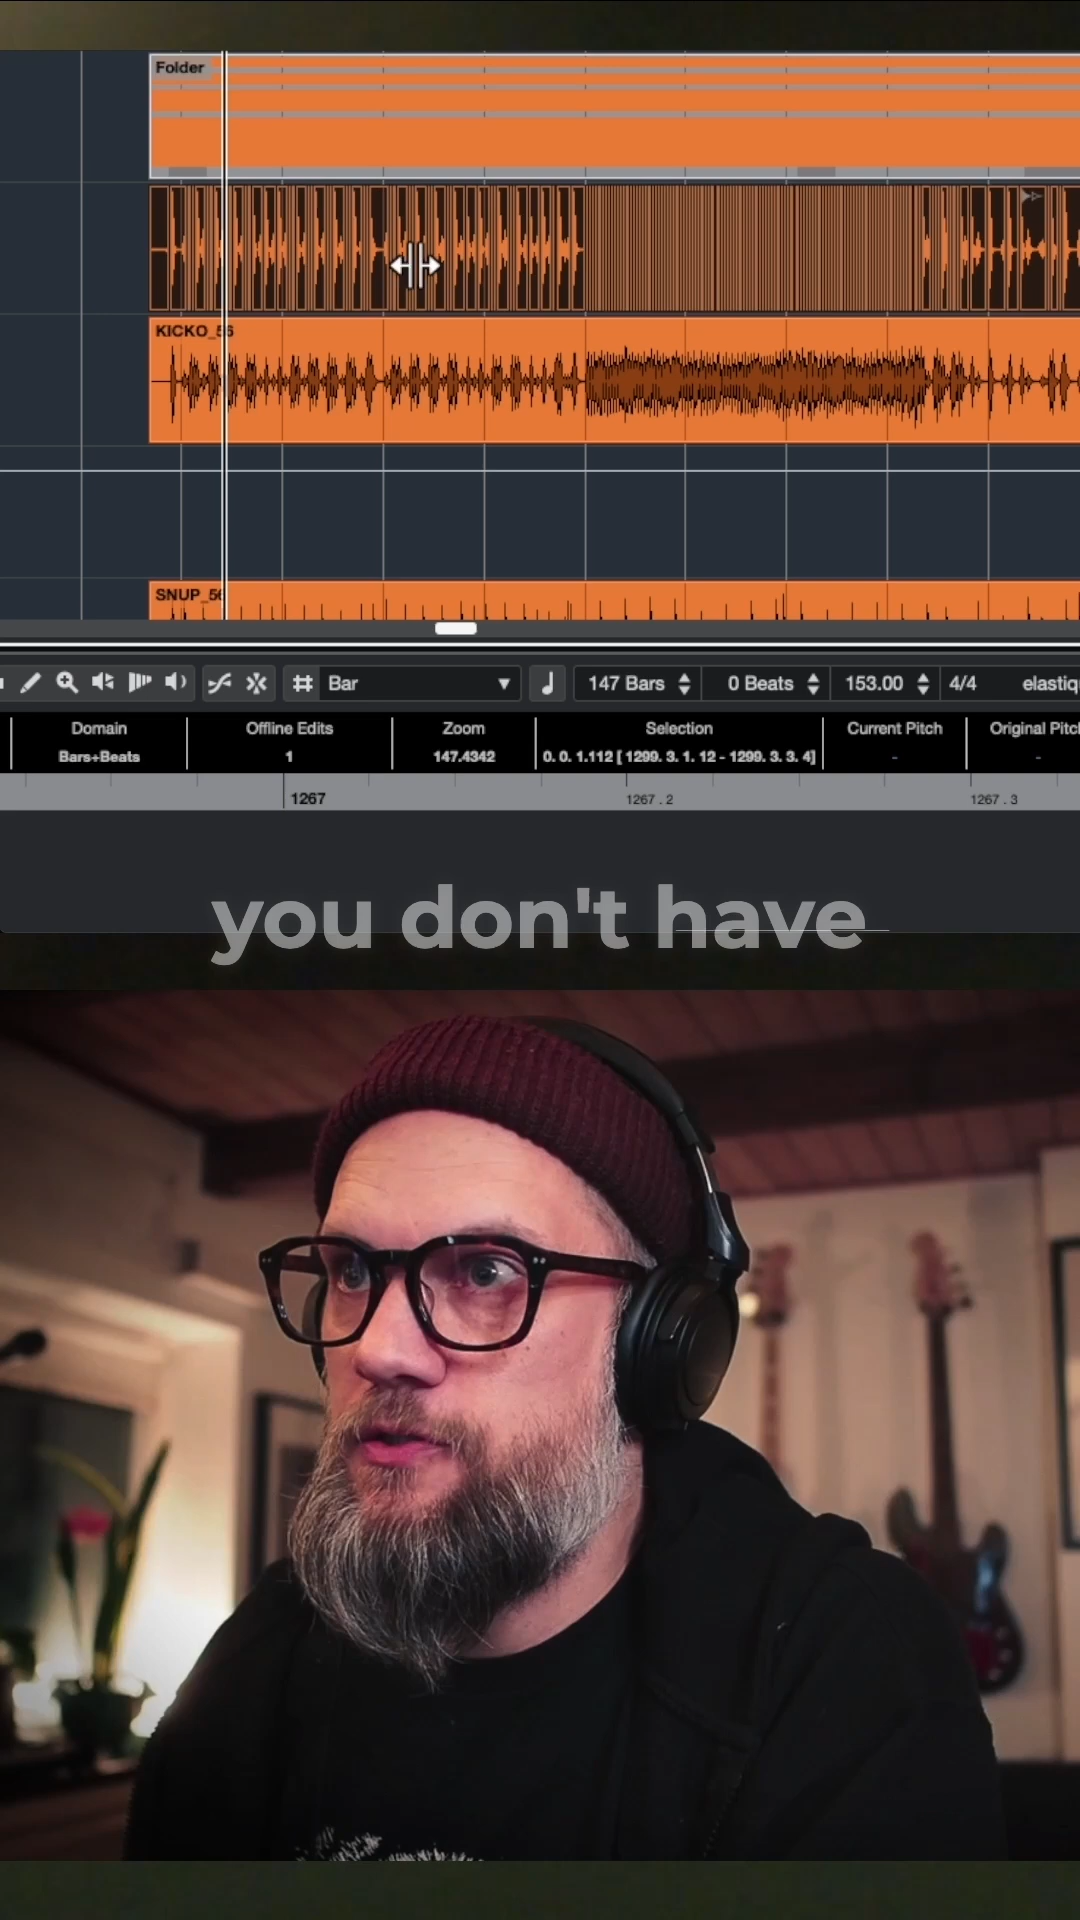 Folder
KICKO_56
SNUP_56
Bar
147 Bars
0 Beats
153.00
4/4
Domain
Offline Edits
Zoom
Selection
Current Pitch
Bars+Beats
1
147.4342
0. 0. 1.112 [ 1299. 3. 1. 12 - 1299. 3. 3. 4]
-
-
1267
1267 . 2
1267 . 3
you don't have